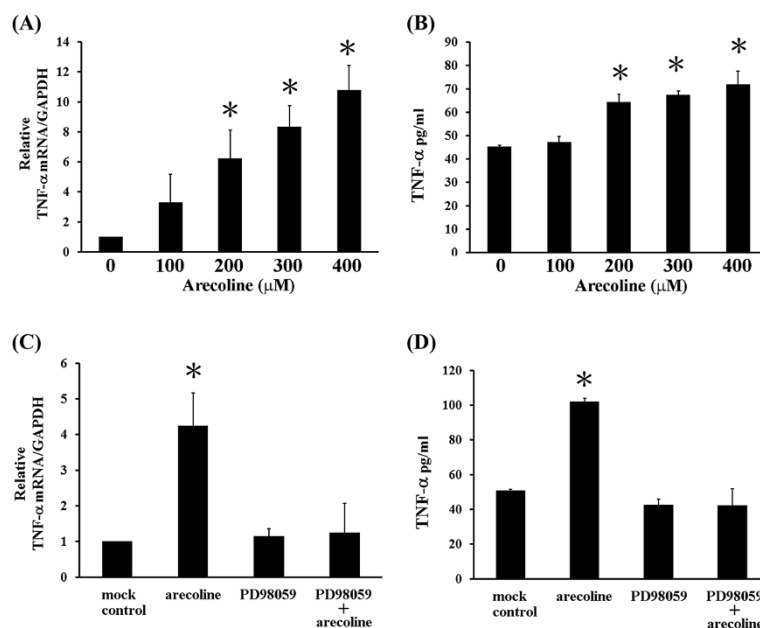 (A)
Relative
TNF-α mRNA/GAPDH
14
12
10
8
6
4
2
0
*
*
*
0 100 200 300 400
Arecoline (μM)
(B)
TNF-α pg/ml
90
80
70
60
50
40
30
20
10
0
*
*
*
0 100 200 300 400
Arecoline (μM)
(C)
Relative
TNF-α mRNA/GAPDH
6
5
4
3
2
1
0
*
mock
control
arecoline
PD98059
PD98059
+
arecoline
(D)
TNF-α pg/ml
120
100
80
60
40
20
0
*
mock
control
arecoline
PD98059
PD98059
+
arecoline